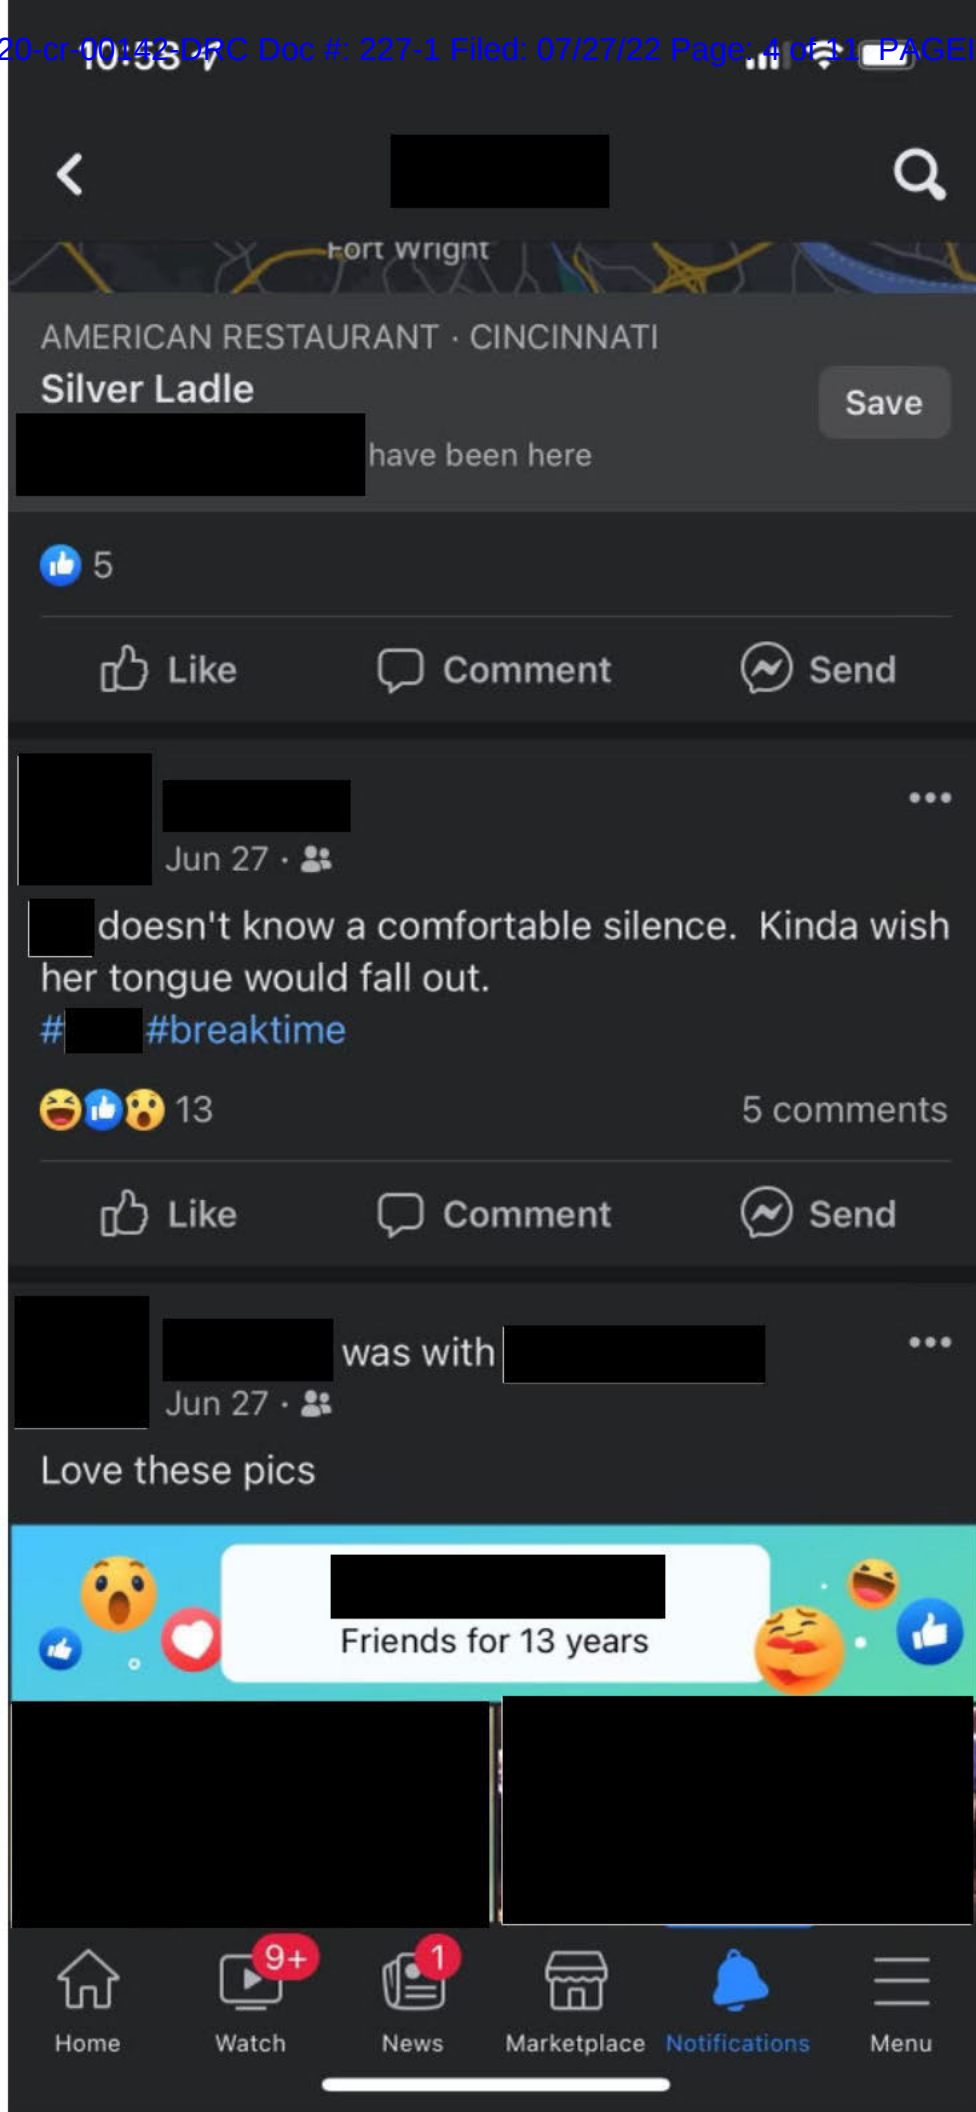 20-cr-00142-DRC Doc #: 227-1 Filed: 07/27/22 Page: 4 of 11 PAGEI
10:58
Fort Wright
AMERICAN RESTAURANT · CINCINNATI
Silver Ladle
Save
have been here
5
Like Comment Send
Jun 27 ·
doesn't know a comfortable silence. Kinda wish
her tongue would fall out.
# #breaktime
13 5 comments
Like Comment Send
was with
Jun 27 ·
Love these pics
Friends for 13 years
9+ 1
Home Watch News Marketplace Notifications Menu